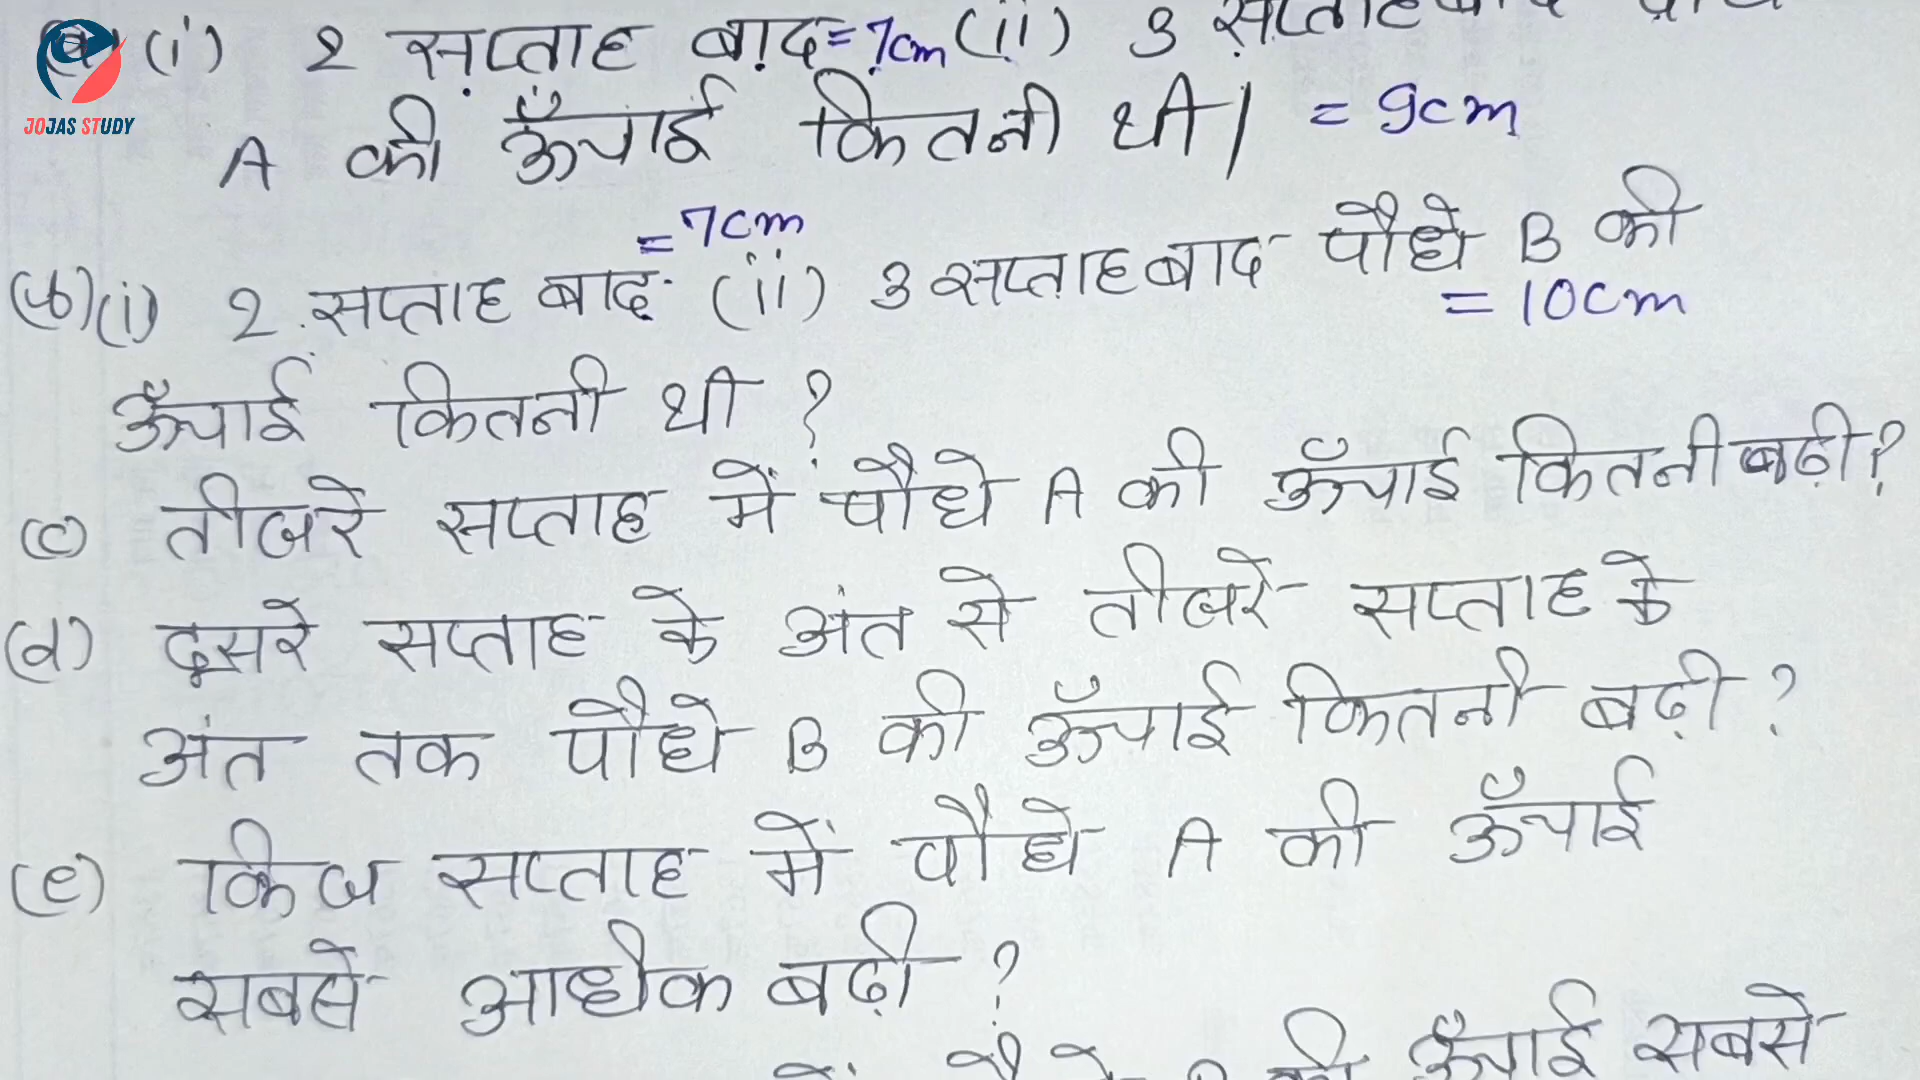 (a) (i) 2 सप्ताह बाद = 7cm (ii) 3 सप्ताह बाद पौधे
JOJAS STUDY
A की ऊँचाई कितनी थी। = 9cm
= 7cm
(b) (i) 2 सप्ताह बाद (ii) 3 सप्ताह बाद पौधे B की
= 10cm
ऊँचाई कितनी थी ?
(c) तीसरे सप्ताह में पौधे A की ऊँचाई कितनी बढ़ी ?
(d) दूसरे सप्ताह के अंत से तीसरे सप्ताह के
अंत तक पौधे B की ऊँचाई कितनी बढ़ी ?
(e) किस सप्ताह में पौधे A की ऊँचाई
सबसे अधिक बढ़ी ?
ऊँचाई सबसे